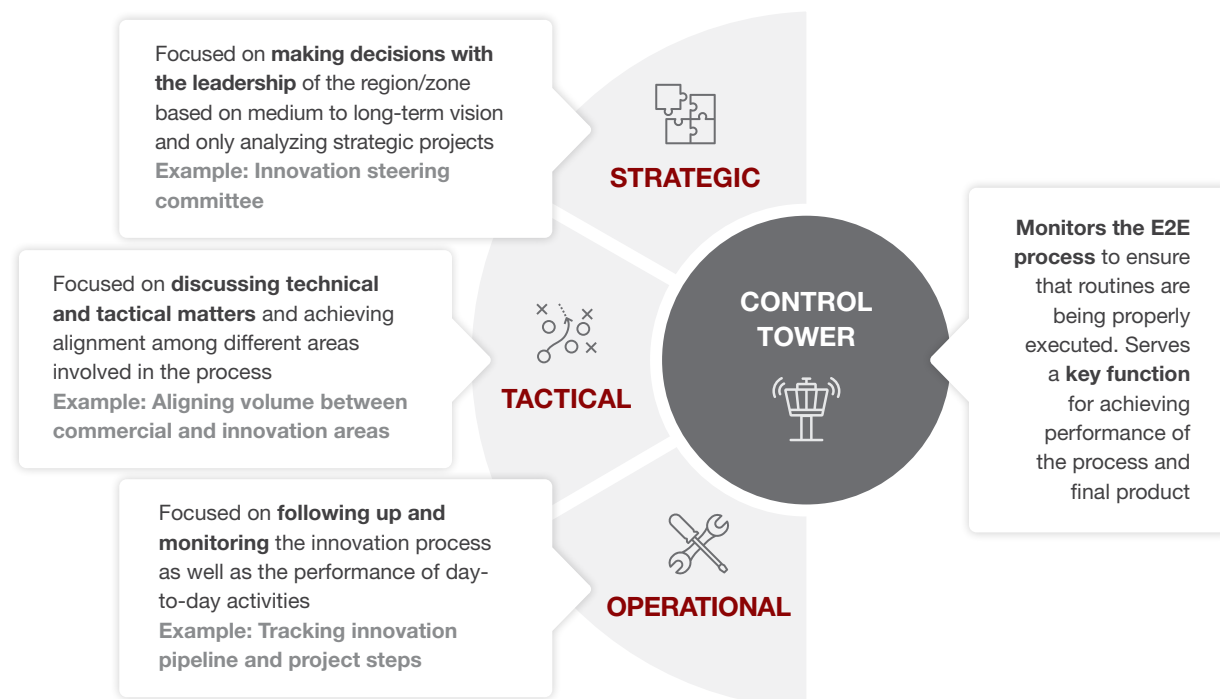 Focused on making decisions with
the leadership of the region/zone
based on medium to long-term vision
and only analyzing strategic projects
Example: Innovation steering
committee
STRATEGIC
Focused on discussing technical
and tactical matters and achieving
alignment among different areas
involved in the process
Example: Aligning volume between
commercial and innovation areas
TACTICAL
Focused on following up and
monitoring the innovation process
as well as the performance of day-
to-day activities
Example: Tracking innovation
pipeline and project steps
OPERATIONAL
CONTROL
TOWER
Monitors the E2E
process to ensure
that routines are
being properly
executed. Serves
a key function
for achieving
performance of
the process and
final product